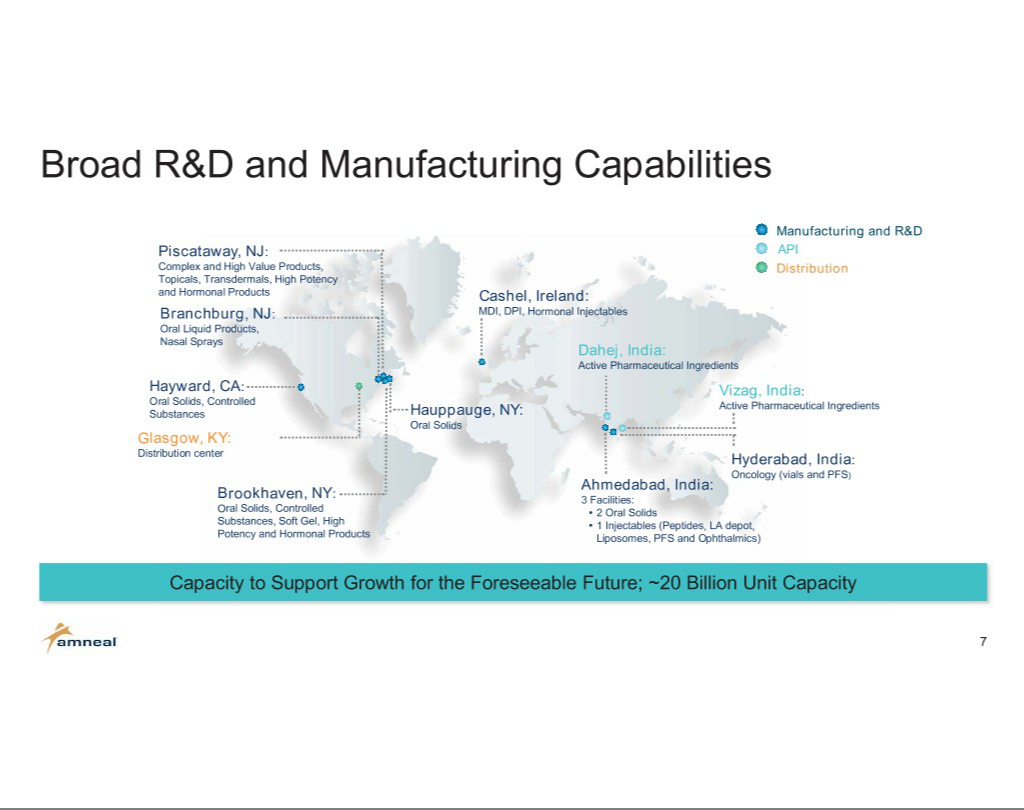 Broad R&D and Manufacturing Capabilities
Manufacturing and R&D
API
Distribution
Piscataway, NJ:
Complex and High Value Products,
Topicals, Transdermals, High Potency
and Hormonal Products
Branchburg, NJ:
Oral Liquid Products,
Nasal Sprays
Hayward, CA:
Oral Solids, Controlled
Substances
Glasgow, KY:
Distribution center
Brookhaven, NY:
Oral Solids, Controlled
Substances, Soft Gel, High
Potency and Hormonal Products
Hauppauge, NY:
Oral Solids
Cashel, Ireland:
MDI, DPI, Hormonal Injectables
Dahej, India:
Active Pharmaceutical Ingredients
Vizag, India:
Active Pharmaceutical Ingredients
Hyderabad, India:
Oncology (vials and PFS)
Ahmedabad, India:
3 Facilities:
• 2 Oral Solids
• 1 Injectables (Peptides, LA depot,
Liposomes, PFS and Ophthalmics)
Capacity to Support Growth for the Foreseeable Future; ~20 Billion Unit Capacity
amneal
7